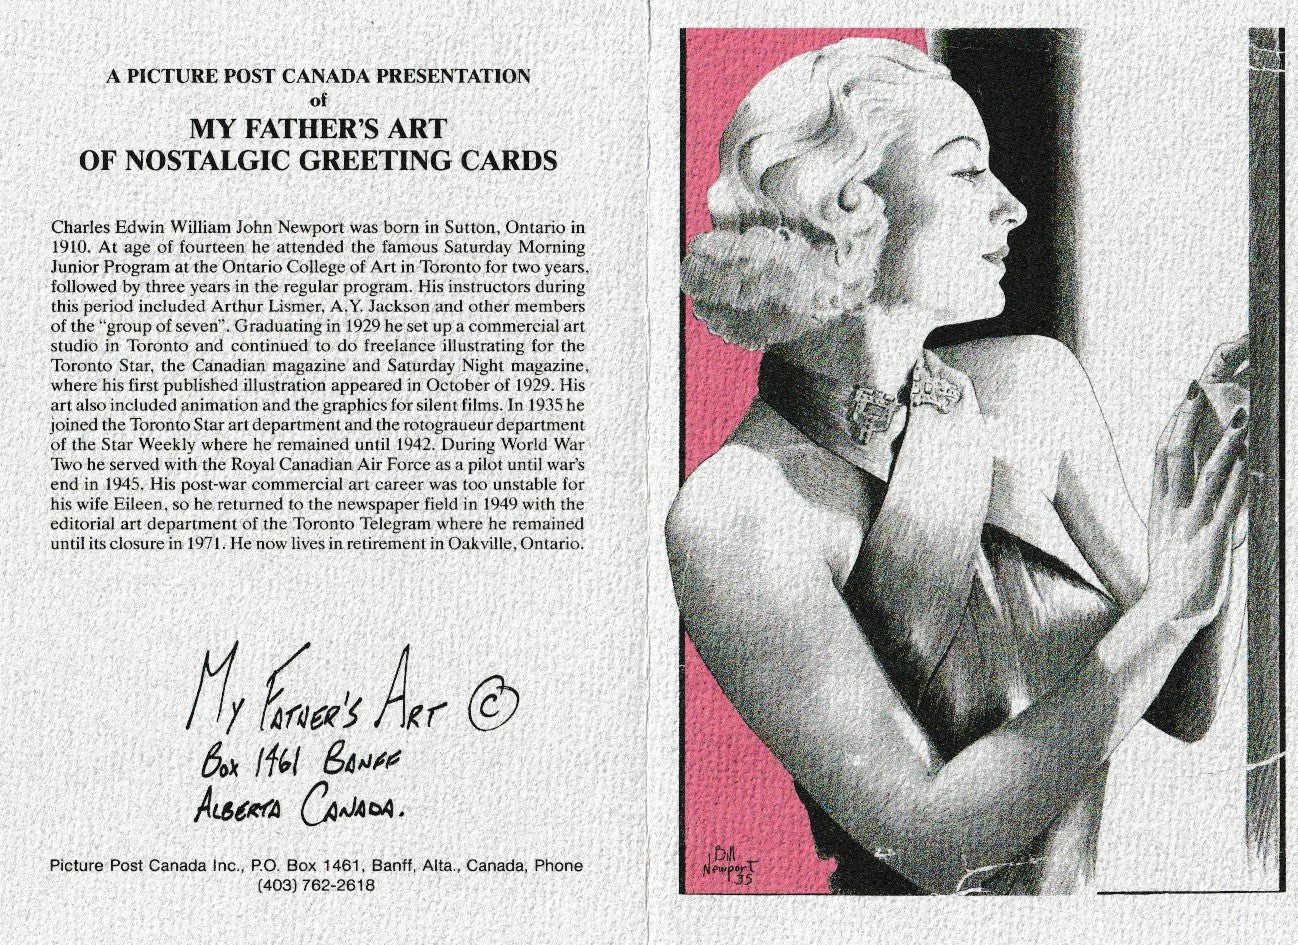 A PICTURE POST CANADA PRESENTATION
of
MY FATHER'S ART
OF NOSTALGIC GREETING CARDS
Charles Edwin William John Newport was born in Sutton, Ontario in
1910. At age of fourteen he attended the famous Saturday Morning
Junior Program at the Ontario College of Art in Toronto for two years,
followed by three years in the regular program. His instructors during
this period included Arthur Lismer, A.Y. Jackson and other members
of the “group of seven”. Graduating in 1929 he set up a commercial art
studio in Toronto and continued to do freelance illustrating for the
Toronto Star, the Canadian magazine and Saturday Night magazine,
where his first published illustration appeared in October of 1929. His
art also included animation and the graphics for silent films. In 1935 he
joined the Toronto Star art department and the rotograueur department
of the Star Weekly where he remained until 1942. During World War
Two he served with the Royal Canadian Air Force as a pilot until war's
end in 1945. His post-war commercial art career was too unstable for
his wife Eileen, so he returned to the newspaper field in 1949 with the
editorial art department of the Toronto Telegram where he remained
until its closure in 1971. He now lives in retirement in Oakville, Ontario.
MY FATHER'S ART ©
BOX 1461 BANFF
ALBERTA CANADA.
Picture Post Canada Inc., P.O. Box 1461, Banff, Alta., Canada, Phone
(403) 762-2618
Bill
Newport
35